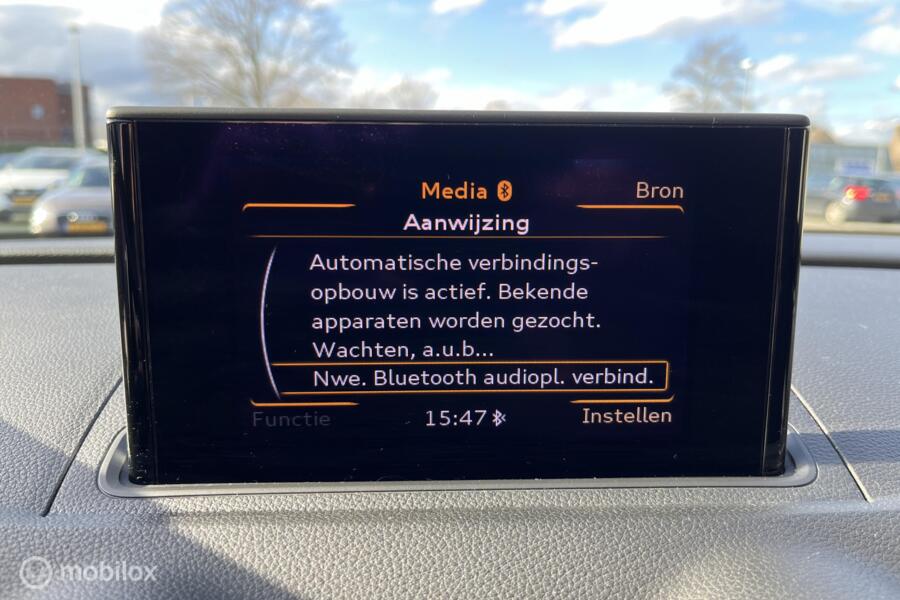 Media
Bron
Aanwijzing
Automatische verbindings-
opbouw is actief. Bekende
apparaten worden gezocht.
Wachten, a.u.b...
Nwe. Bluetooth audiopl. verbind.
Functie
15:47
Instellen
mobilox